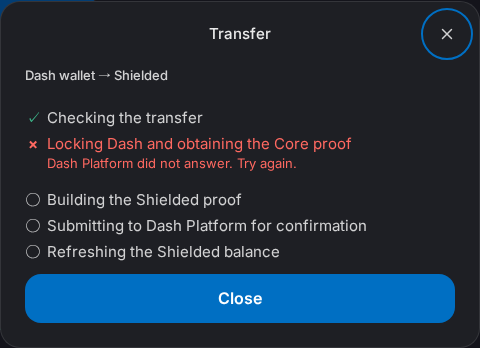 Transfer
Dash wallet → Shielded
✓ Checking the transfer
× Locking Dash and obtaining the Core proof
Dash Platform did not answer. Try again.
Building the Shielded proof
Submitting to Dash Platform for confirmation
Refreshing the Shielded balance
Close